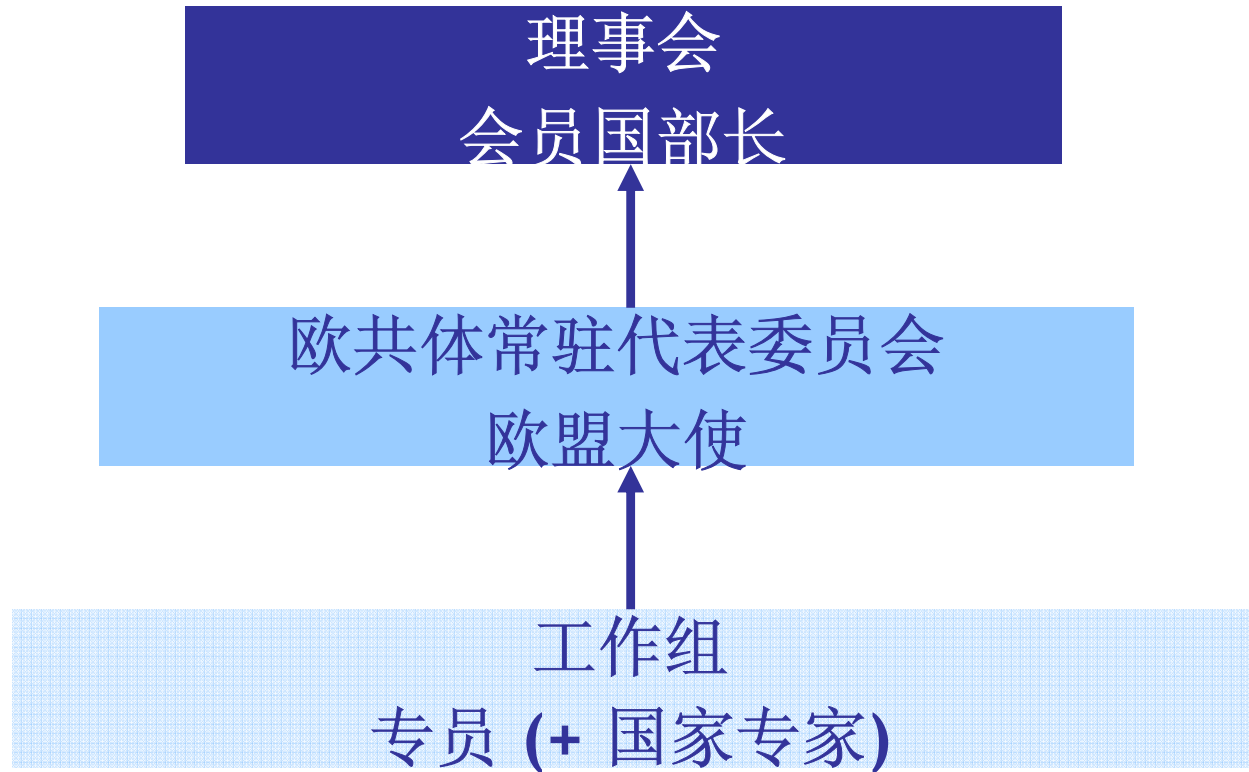 理事会
会员国部长
欧共体常驻代表委员会
欧盟大使
工作组
专员 (+ 国家专家)